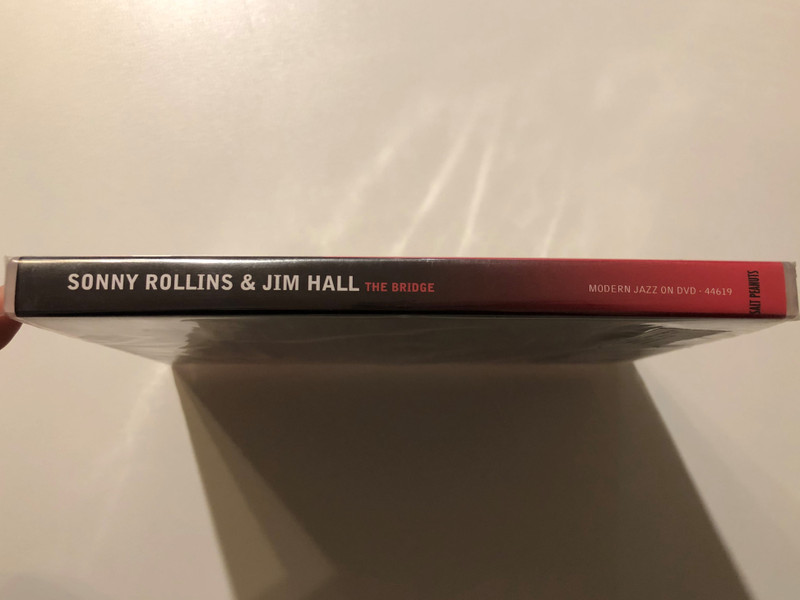 SONNY ROLLINS & JIM HALL THE BRIDGE MODERN JAZZ ON DVD - 44619
SALT PEANUTS